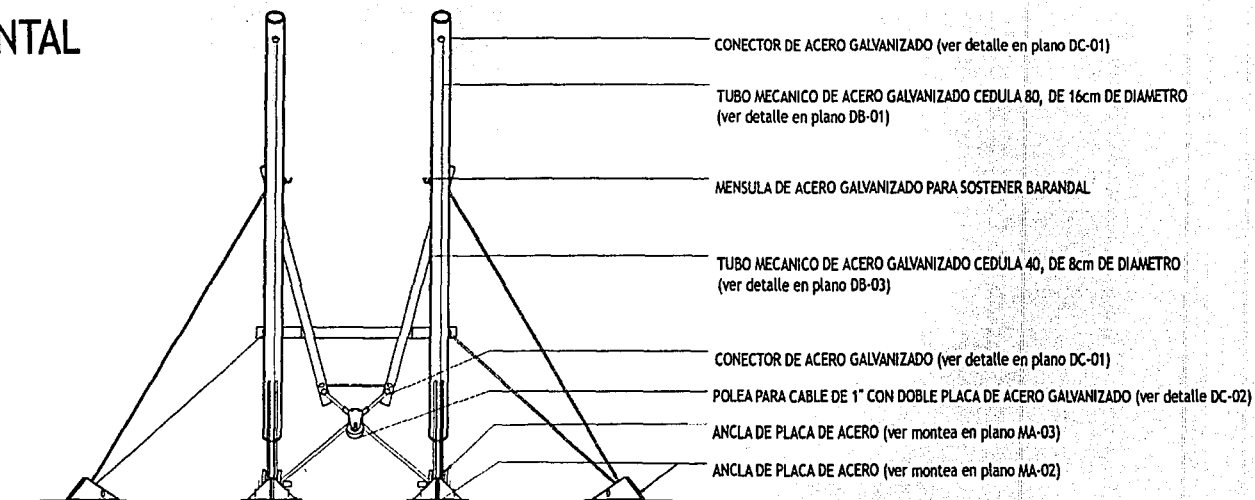 NTAL
CONECTOR DE ACERO GALVANIZADO (ver detalle en plano DC-01)
TUBO MECANICO DE ACERO GALVANIZADO CEDULA 80, DE 16cm DE DIAMETRO
(ver detalle en plano DB-01)
MENSULA DE ACERO GALVANIZADO PARA SOSTENER BARANDAL
TUBO MECANICO DE ACERO GALVANIZADO CEDULA 40, DE 8cm DE DIAMETRO
(ver detalle en plano DB-03)
CONECTOR DE ACERO GALVANIZADO (ver detalle en plano DC-01)
POLEA PARA CABLE DE 1" CON DOBLE PLACA DE ACERO GALVANIZADO (ver detalle DC-02)
ANCLA DE PLACA DE ACERO (ver montea en plano MA-03)
ANCLA DE PLACA DE ACERO (ver montea en plano MA-02)